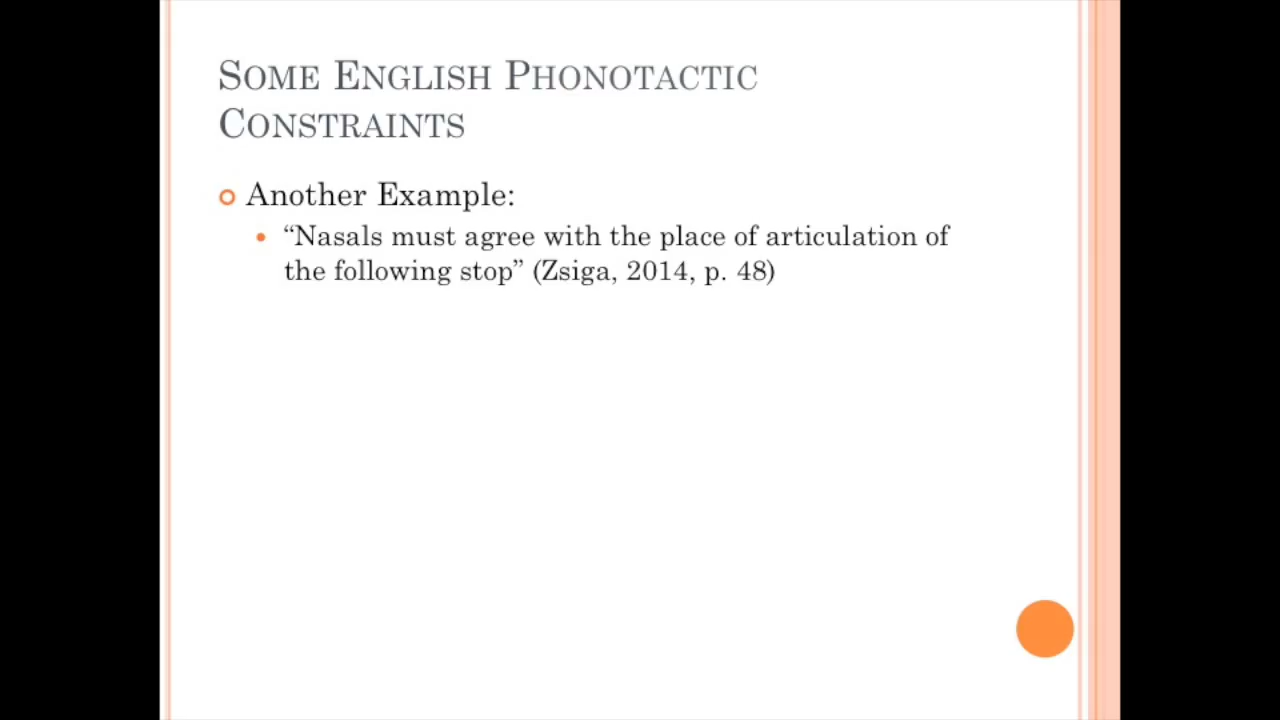 Some English Phonotactic
Constraints
Another Example:
“Nasals must agree with the place of articulation of
the following stop” (Zsiga, 2014, p. 48)